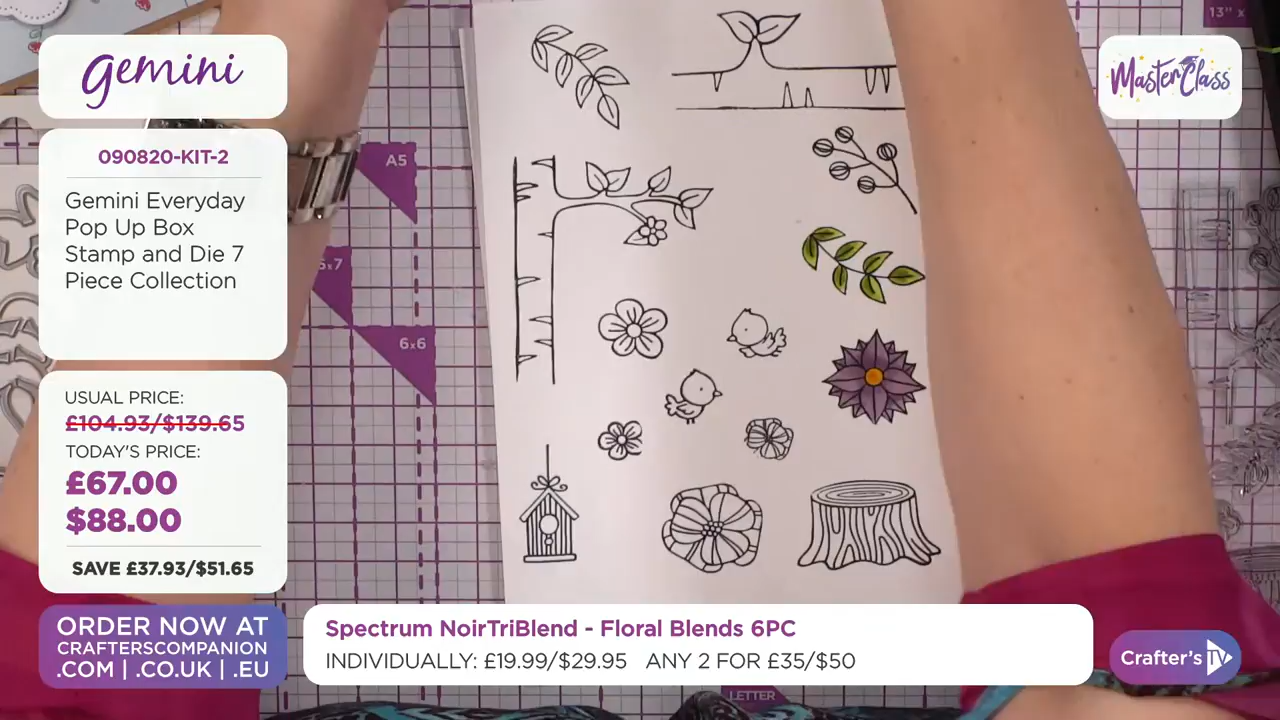 gemini
090820-KIT-2
Gemini Everyday
Pop Up Box
Stamp and Die 7
Piece Collection
USUAL PRICE:
£104.93/$139.65
TODAY'S PRICE:
£67.00
$88.00
SAVE £37.93/$51.65
ORDER NOW AT
CRAFTERSCOMPANION
.COM | .CO.UK | .EU
Spectrum NoirTriBlend - Floral Blends 6PC
INDIVIDUALLY: £19.99/$29.95 ANY 2 FOR £35/$50
MasterClass
Crafter's TV
13" x
A5
x7
6x6
LETTER